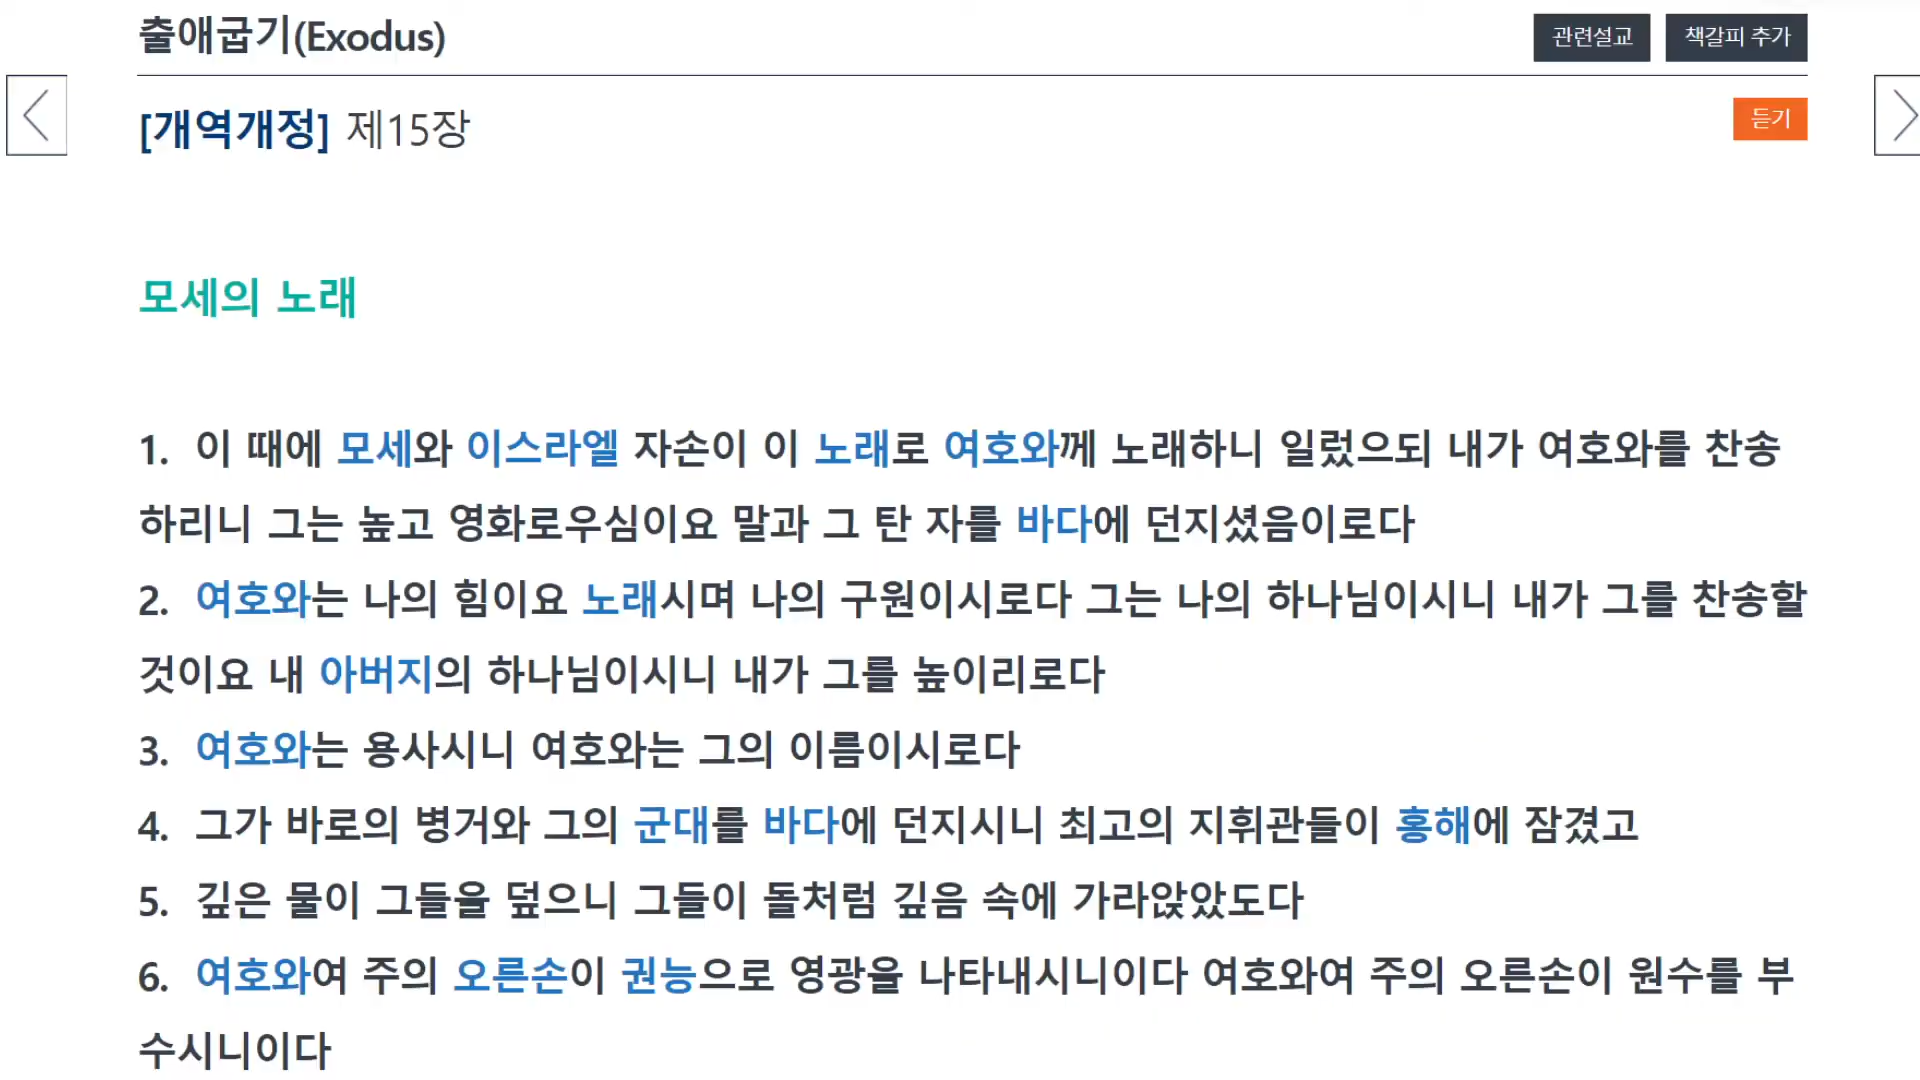 출애굽기(Exodus)
관련설교
책갈피 추가
[개역개정] 제15장
듣기
모세의 노래
1. 이 때에 모세와 이스라엘 자손이 이 노래로 여호와께 노래하니 일렀으되 내가 여호와를 찬송
하리니 그는 높고 영화로우심이요 말과 그 탄 자를 바다에 던지셨음이로다
2. 여호와는 나의 힘이요 노래시며 나의 구원이시로다 그는 나의 하나님이시니 내가 그를 찬송할
것이요 내 아버지의 하나님이시니 내가 그를 높이리로다
3. 여호와는 용사시니 여호와는 그의 이름이시로다
4. 그가 바로의 병거와 그의 군대를 바다에 던지시니 최고의 지휘관들이 홍해에 잠겼고
5. 깊은 물이 그들을 덮으니 그들이 돌처럼 깊음 속에 가라앉았도다
6. 여호와여 주의 오른손이 권능으로 영광을 나타내시니이다 여호와여 주의 오른손이 원수를 부
수시니이다